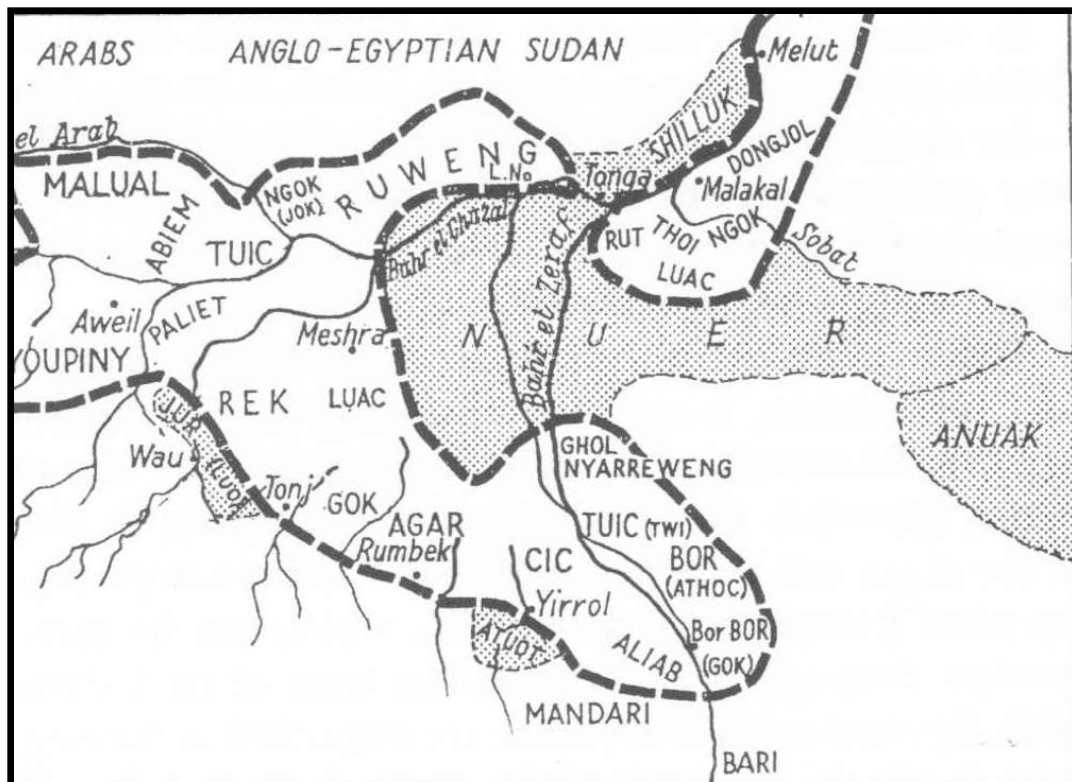 ARABS
ANGLO-EGYPTIAN SUDAN
Melut
el Arab
SHILLUK
MALUAL
NGOK
(JOK)
RUWENG
L.No
Tonga
DONGJOL
Malakal
ABIEM
TUIC
Bahr el Ghazal
Bahr el Zeraf
RUT
THOI
NGOK
LUAC
Sobat
Aweil
PALIET
YOUPINY
Meshra
NUER
REK
LUAC
JUR
(LUO)
Wau
Tonj
GOK
ANUAK
GHOL
NYARREWENG
AGAR
Rumbek
TUIC (TWI)
CIC
BOR
(ATHOC)
Yirrol
ATUOT
ALIAB
Bor BOR
(GOK)
MANDARI
BARI